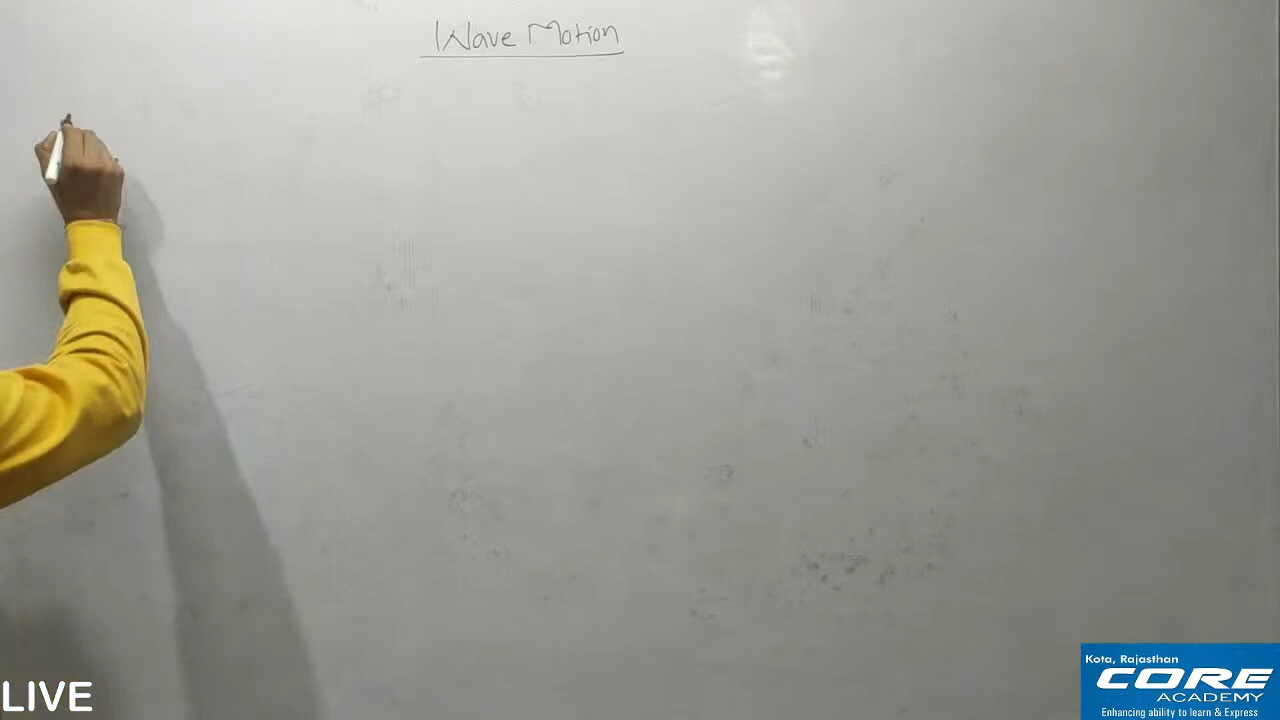 Wave Motion
LIVE
Kota, Rajasthan
CORE
ACADEMY
Enhancing ability to learn & Express